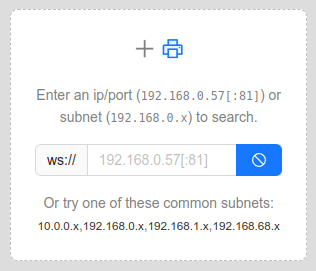 Enter an ip/port (192.168.0.57[:81]) or
subnet (192.168.0.x) to search.
ws:// 192.168.0.57[:81]
Or try one of these common subnets:
10.0.0.x,192.168.0.x,192.168.1.x,192.168.68.x